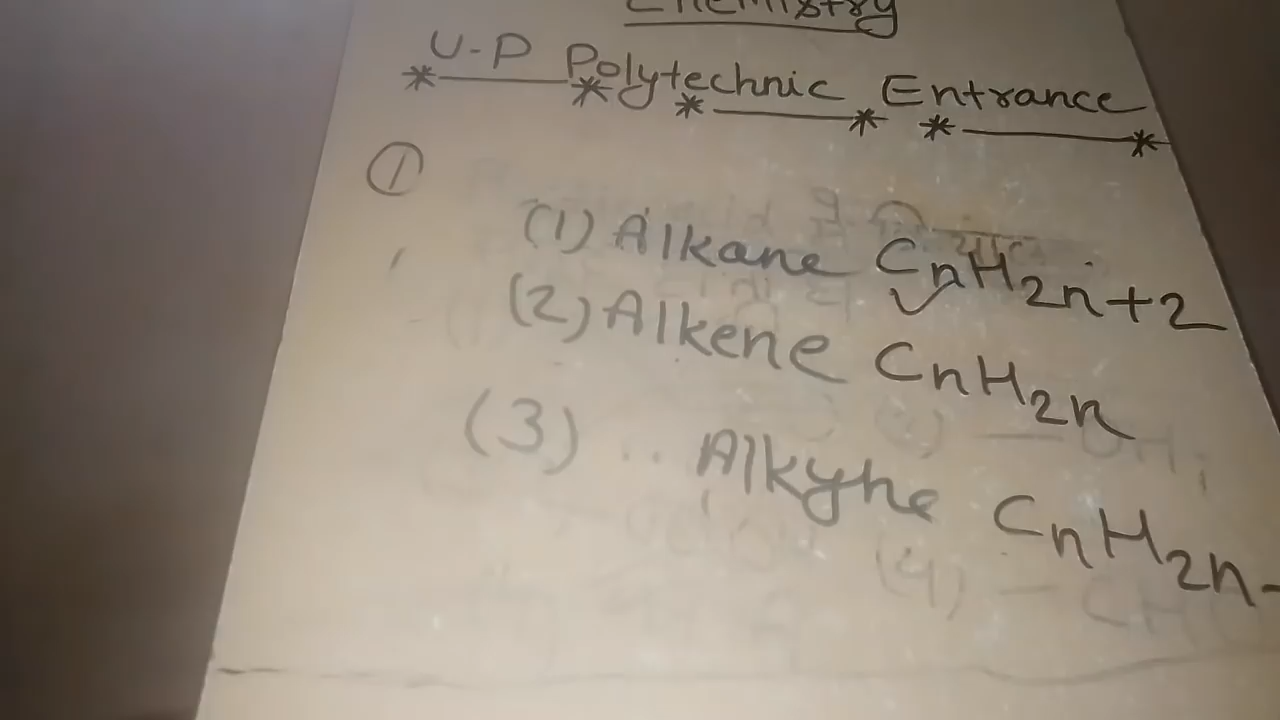 Chemistry
U-P Polytechnic Entrance
①
(1) Alkane CnH2n+2
(2) Alkene CnH2n
(3) .. Alkyne CnH2n-